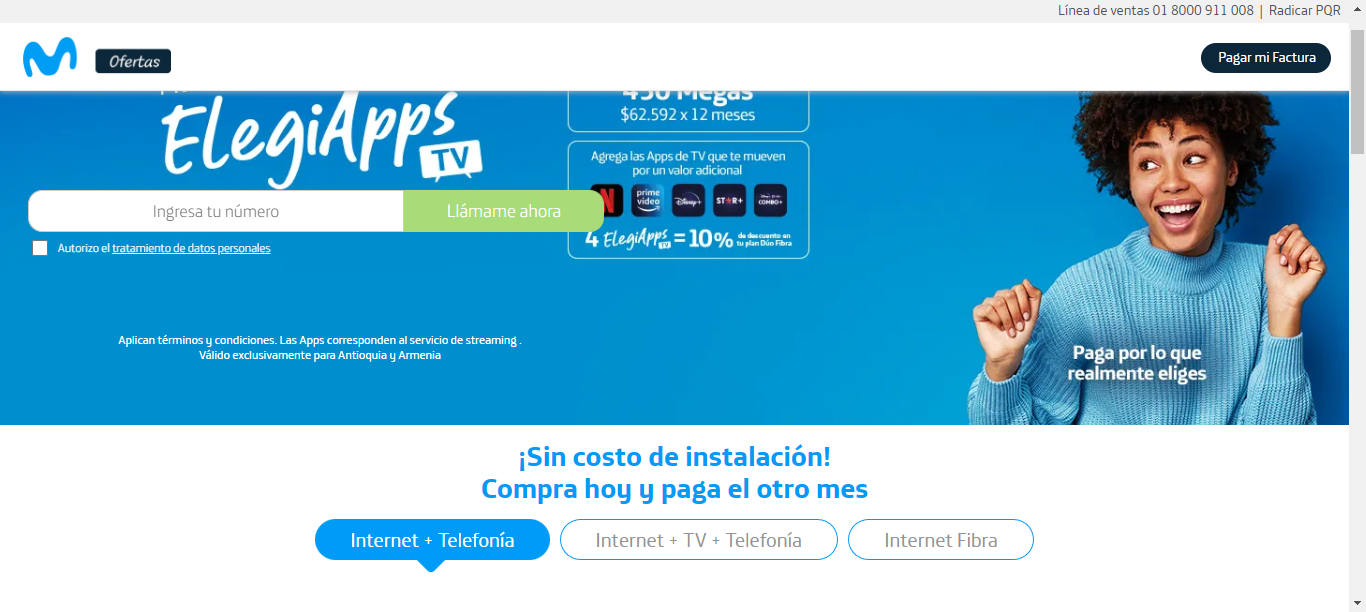 Línea de ventas 01 8000 911 008 | Radicar PQR
Ofertas
Pagar mi Factura
ElegiApps
TV
450 Megas
$62.592 x 12 meses
Agrega las Apps de TV que te mueven
por un valor adicional
N
prime video
Disney+
STAR+
COMBO+
4 ElegiApps TV = 10% de descuento en
tu plan Dúo Fibra
Ingresa tu número
Llámame ahora
Autorizo el tratamiento de datos personales
Aplican términos y condiciones. Las Apps corresponden al servicio de streaming .
Válido exclusivamente para Antioquia y Armenia
Paga por lo que
realmente eliges
¡Sin costo de instalación!
Compra hoy y paga el otro mes
Internet + Telefonía
Internet + TV + Telefonía
Internet Fibra